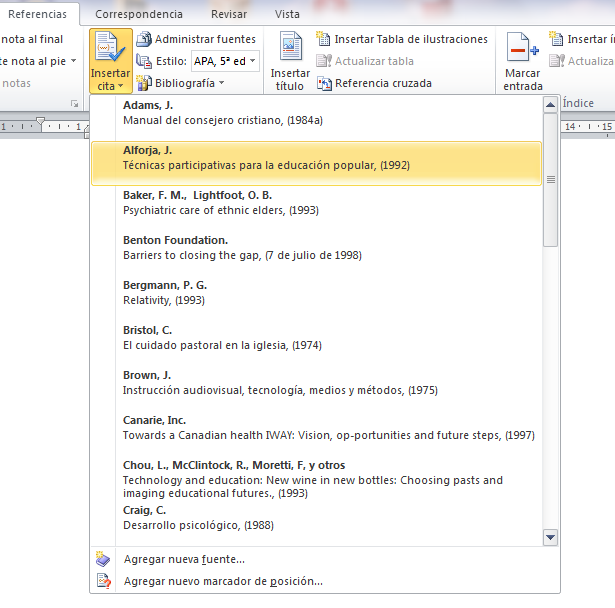 Referencias Correspondencia Revisar Vista
nota al final
te nota al pie
notas
Insertar
cita
Administrar fuentes
Estilo: APA, 5ª ed
Bibliografía
Insertar
título
Insertar Tabla de ilustraciones
Actualizar tabla
Referencia cruzada
Marcar
entrada
Insertar í
Actualiza
Índice
1 1 14 15
Adams, J.
Manual del consejero cristiano, (1984a)
Alforja, J.
Técnicas participativas para la educación popular, (1992)
Baker, F. M., Lightfoot, O. B.
Psychiatric care of ethnic elders, (1993)
Benton Foundation.
Barriers to closing the gap, (7 de julio de 1998)
Bergmann, P. G.
Relativity, (1993)
Bristol, C.
El cuidado pastoral en la iglesia, (1974)
Brown, J.
Instrucción audiovisual, tecnología, medios y métodos, (1975)
Canarie, Inc.
Towards a Canadian health IWAY: Vision, op-portunities and future steps, (1997)
Chou, L., McClintock, R., Moretti, F, y otros
Technology and education: New wine in new bottles: Choosing pasts and
imaging educational futures., (1993)
Craig, C.
Desarrollo psicológico, (1988)
Agregar nueva fuente...
Agregar nuevo marcador de posición...